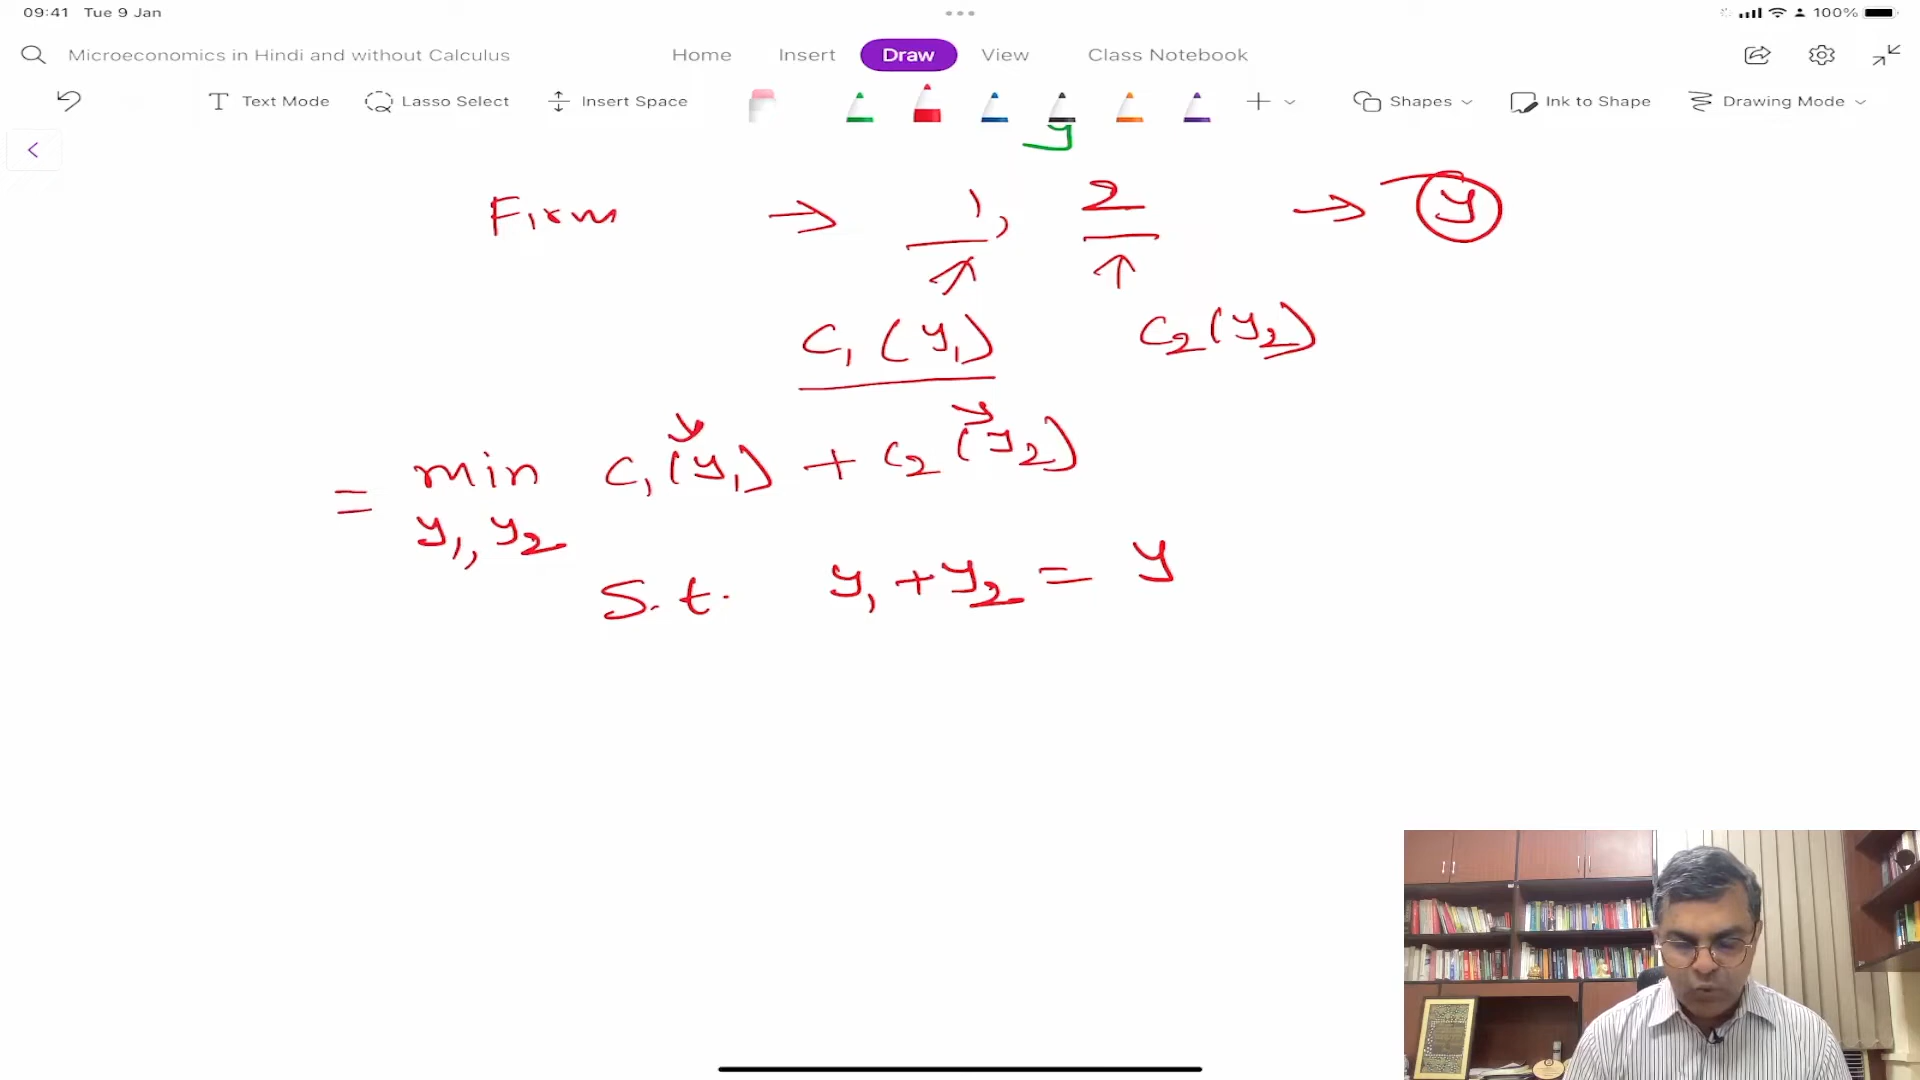 09:41 Tue 9 Jan 100%
Microeconomics in Hindi and without Calculus Home Insert Draw View Class Notebook
Text Mode Lasso Select Insert Space Shapes Ink to Shape Drawing Mode
y
Firm → 1, 2 → y
↑ ↑
C₁(y₁) C₂(y₂)
= min C₁(y₁) + C₂(y₂)
y₁, y₂
S.t. y₁ + y₂ = y